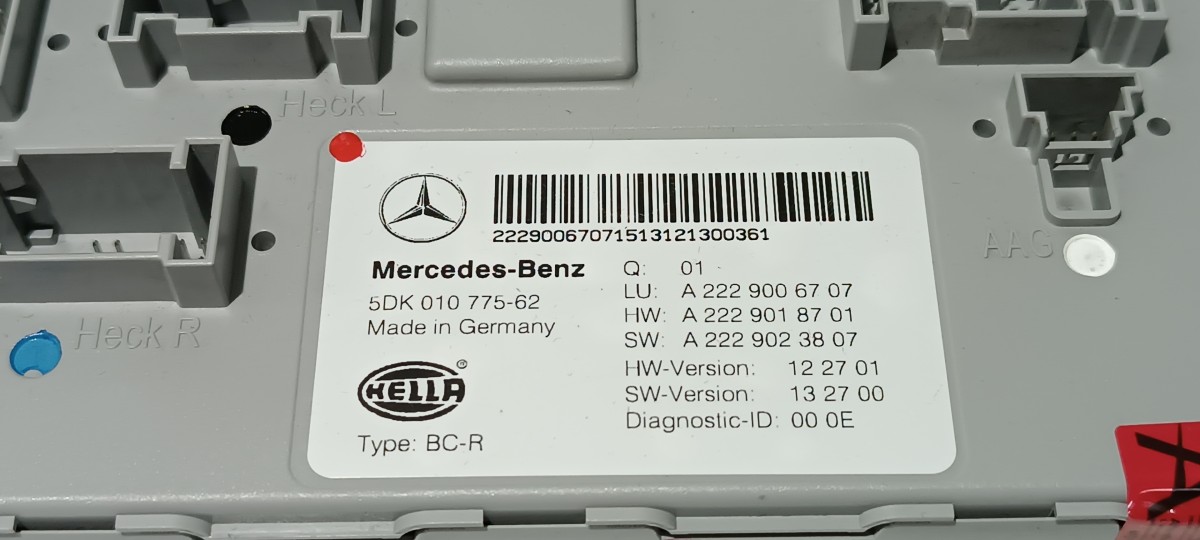 Heck L
Heck R
AAG
22290067071513121300361
Mercedes-Benz
5DK 010 775-62
Made in Germany
HELLA®
Type: BC-R
Q: 01
LU: A 222 900 67 07
HW: A 222 901 87 01
SW: A 222 902 38 07
HW-Version: 12 27 01
SW-Version: 13 27 00
Diagnostic-ID: 00 0E